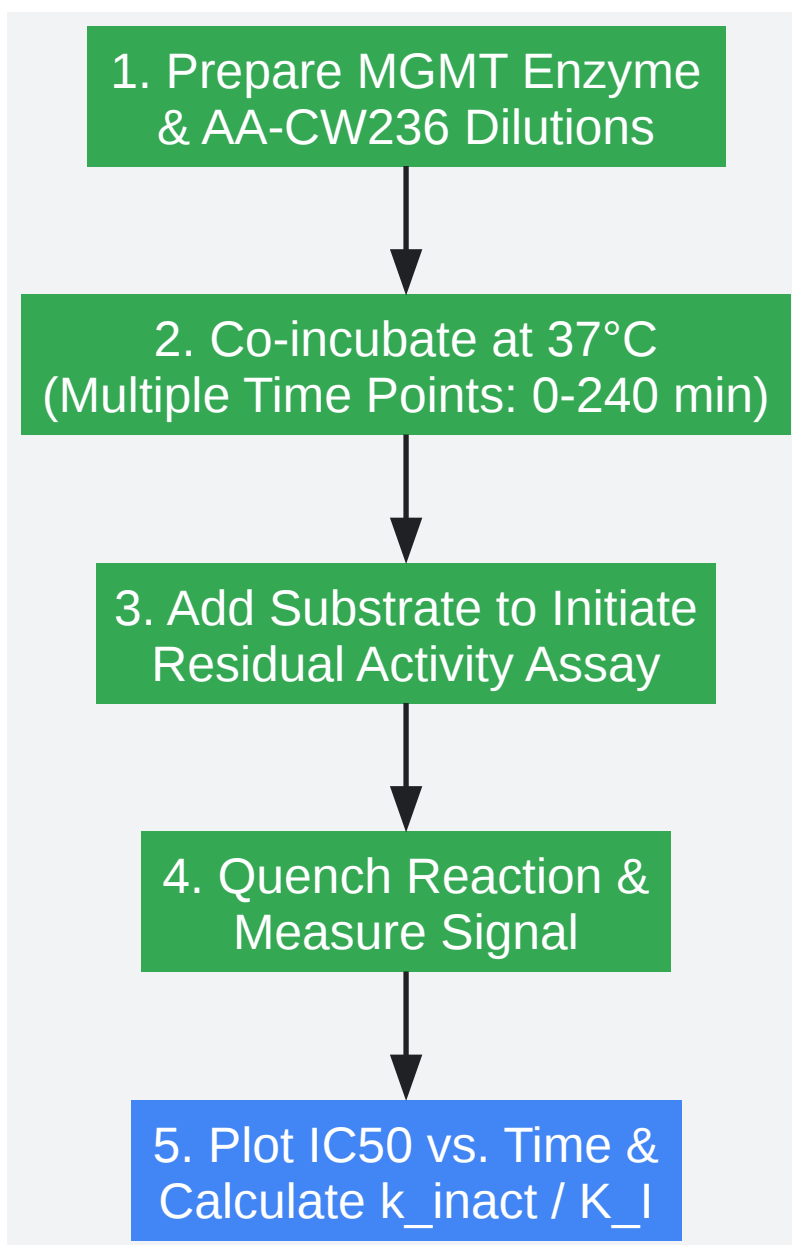 1. Prepare MGMT Enzyme
& AA-CW236 Dilutions
2. Co-incubate at 37°C
(Multiple Time Points: 0-240 min)
3. Add Substrate to Initiate
Residual Activity Assay
4. Quench Reaction &
Measure Signal
5. Plot IC50 vs. Time &
Calculate k_inact / K_I